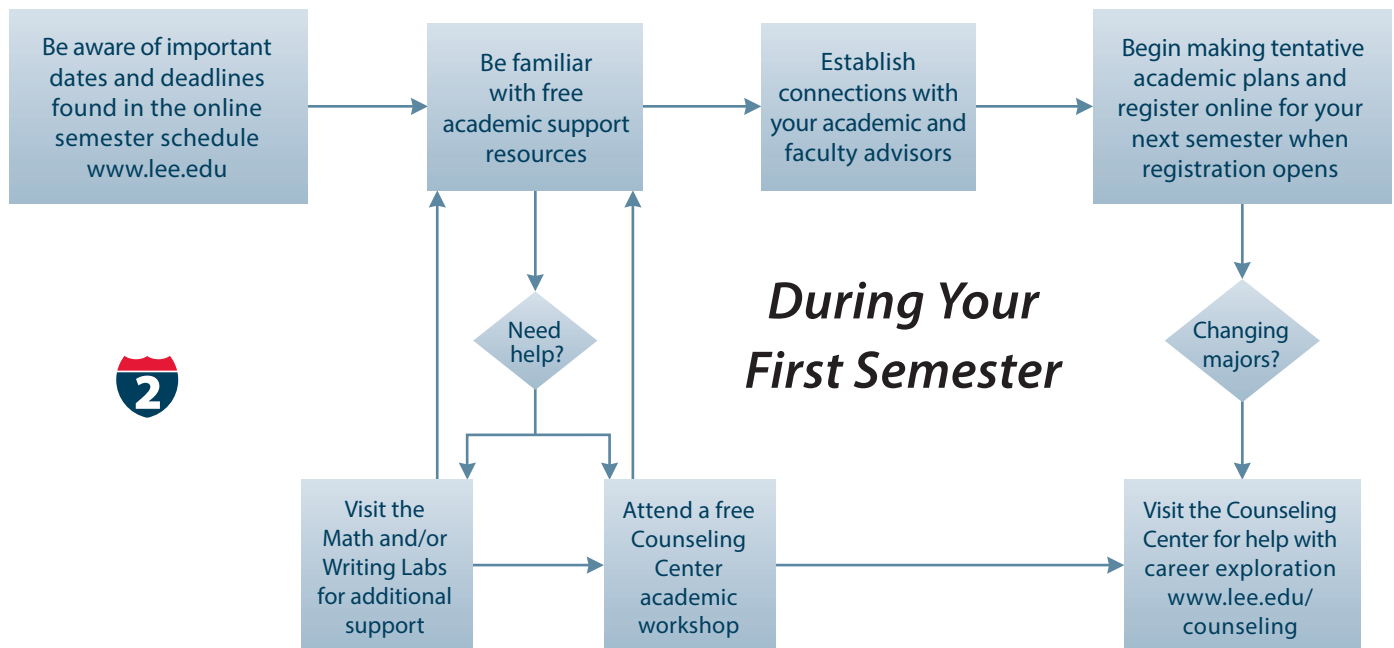 Be aware of important
dates and deadlines
found in the online
semester schedule
www.lee.edu
Be familiar
with free
academic support
resources
Establish
connections with
your academic and
faculty advisors
Begin making tentative
academic plans and
register online for your
next semester when
registration opens
Need
help?
During Your
First Semester
Changing
majors?
2
Visit the
Math and/or
Writing Labs
for additional
support
Attend a free
Counseling
Center
academic
workshop
Visit the Counseling
Center for help with
career exploration
www.lee.edu/
counseling